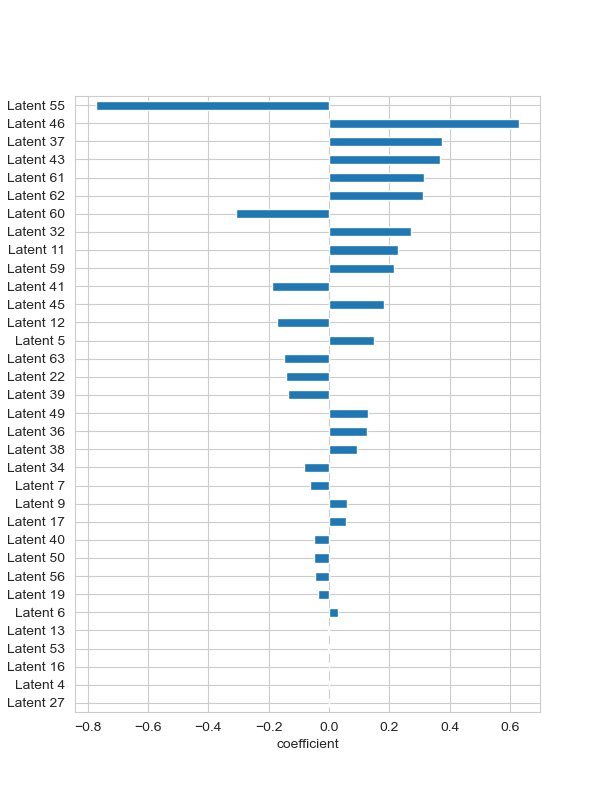 Latent 55
Latent 46
Latent 37
Latent 43
Latent 61
Latent 62
Latent 60
Latent 32
Latent 11
Latent 59
Latent 41
Latent 45
Latent 12
Latent 5
Latent 63
Latent 22
Latent 39
Latent 49
Latent 36
Latent 38
Latent 34
Latent 7
Latent 9
Latent 17
Latent 40
Latent 50
Latent 56
Latent 19
Latent 6
Latent 13
Latent 53
Latent 16
Latent 4
Latent 27
−0.8 −0.6 −0.4 −0.2 0.0 0.2 0.4 0.6
coefficient